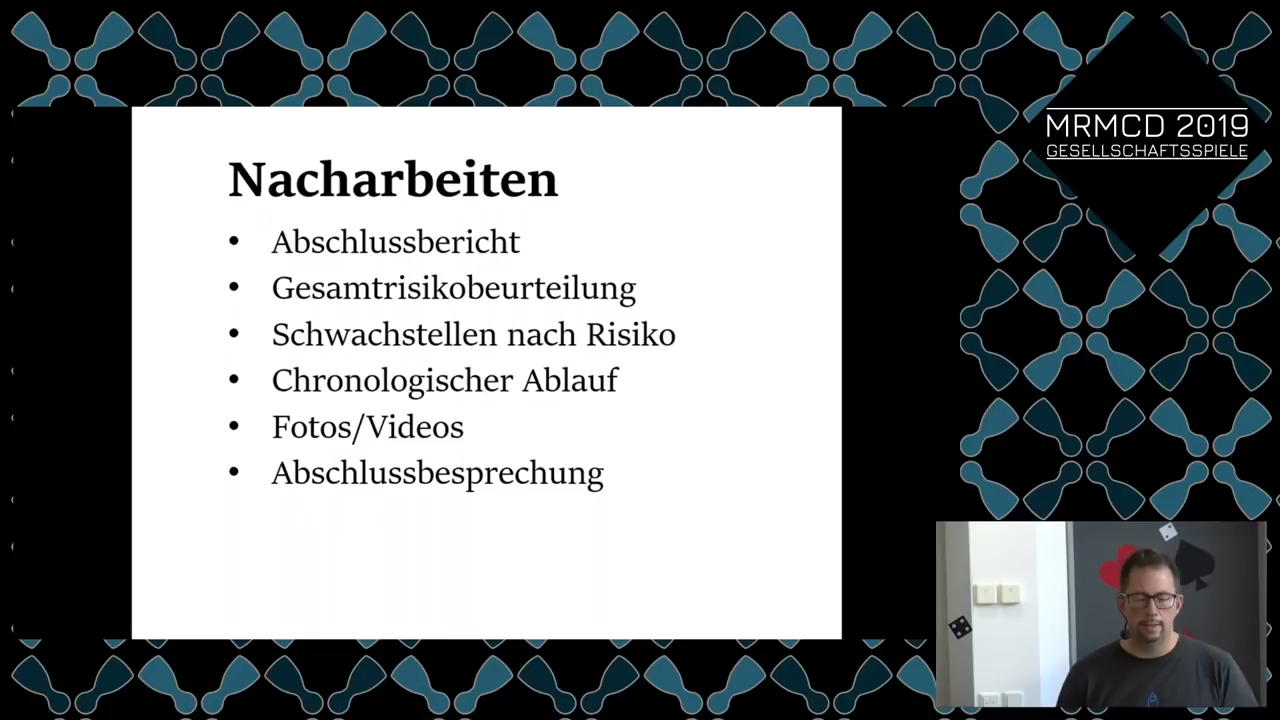 MRMCD 2019
GESELLSCHAFTSSPIELE
Nacharbeiten
• Abschlussbericht
• Gesamtrisikobeurteilung
• Schwachstellen nach Risiko
• Chronologischer Ablauf
• Fotos/Videos
• Abschlussbesprechung